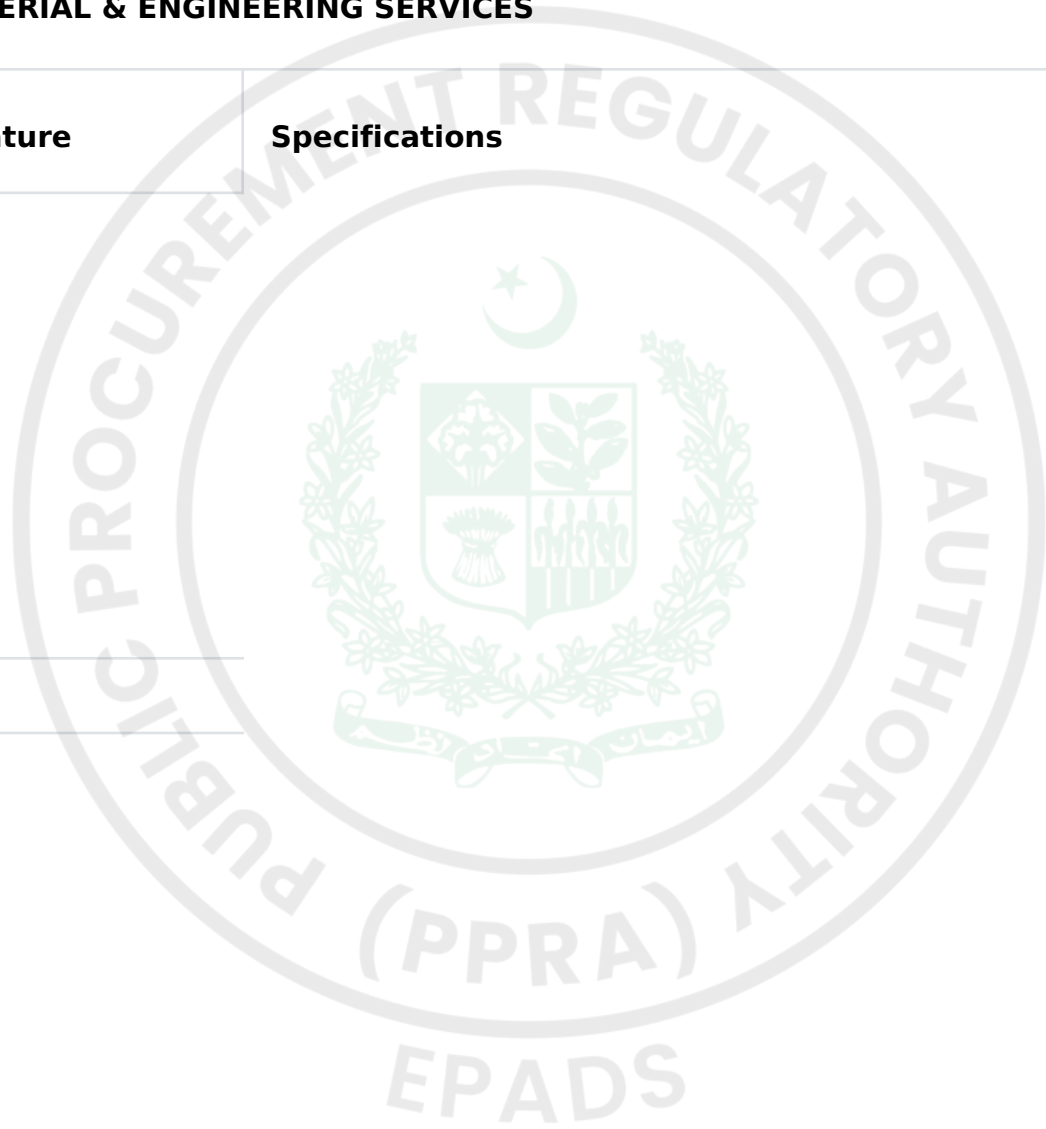 ERIAL & ENGINEERING SERVICES
ture
Specifications
PUBLIC PROCUREMENT REGULATORY AUTHORITY
(PPRA)
EPADS